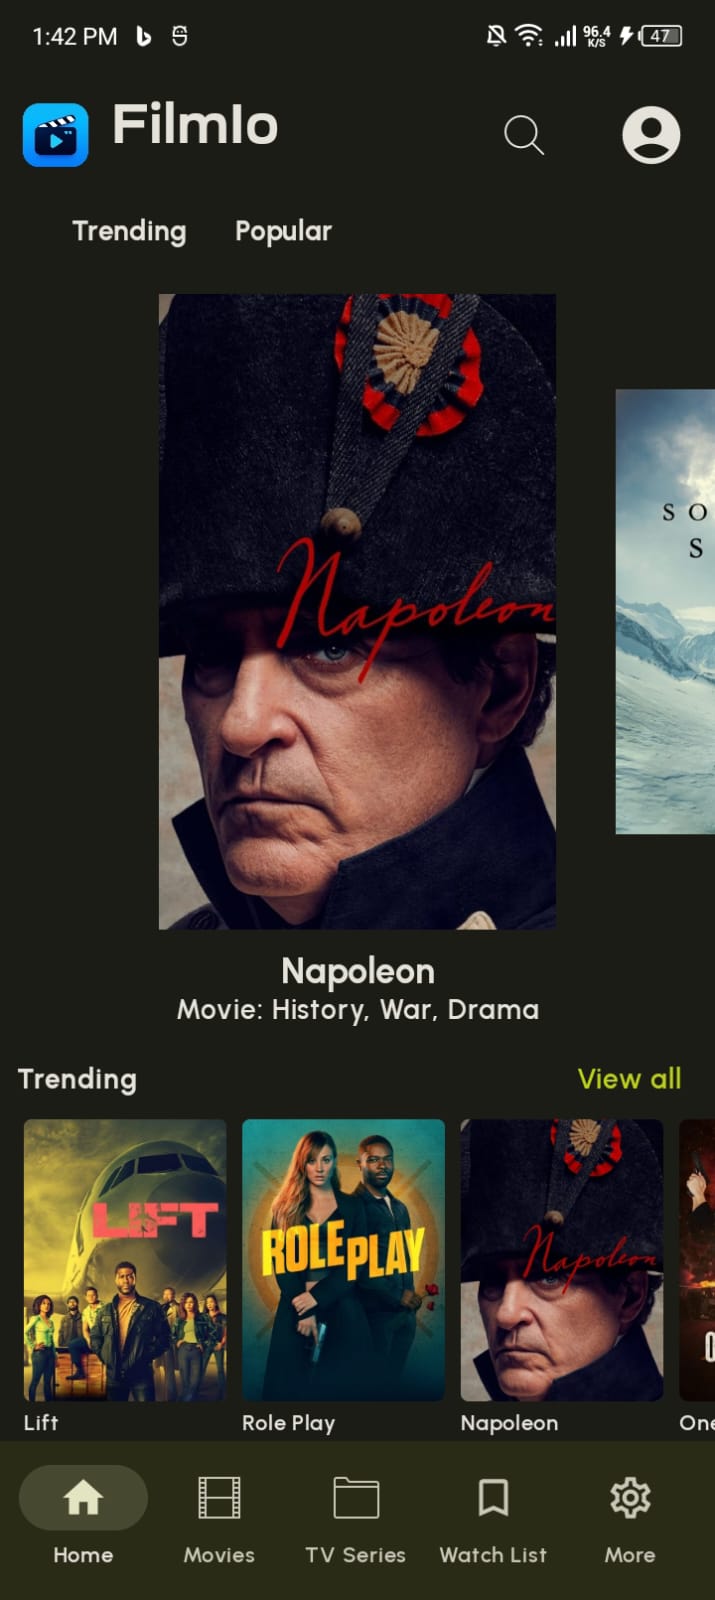 1:42 PM
96.4
K/S
47
Filmlo
Trending Popular
Napoleon
S O
S
Napoleon
Movie: History, War, Drama
Trending View all
LIFT
ROLE PLAY
Napoleon
Lift Role Play Napoleon One
Home Movies TV Series Watch List More